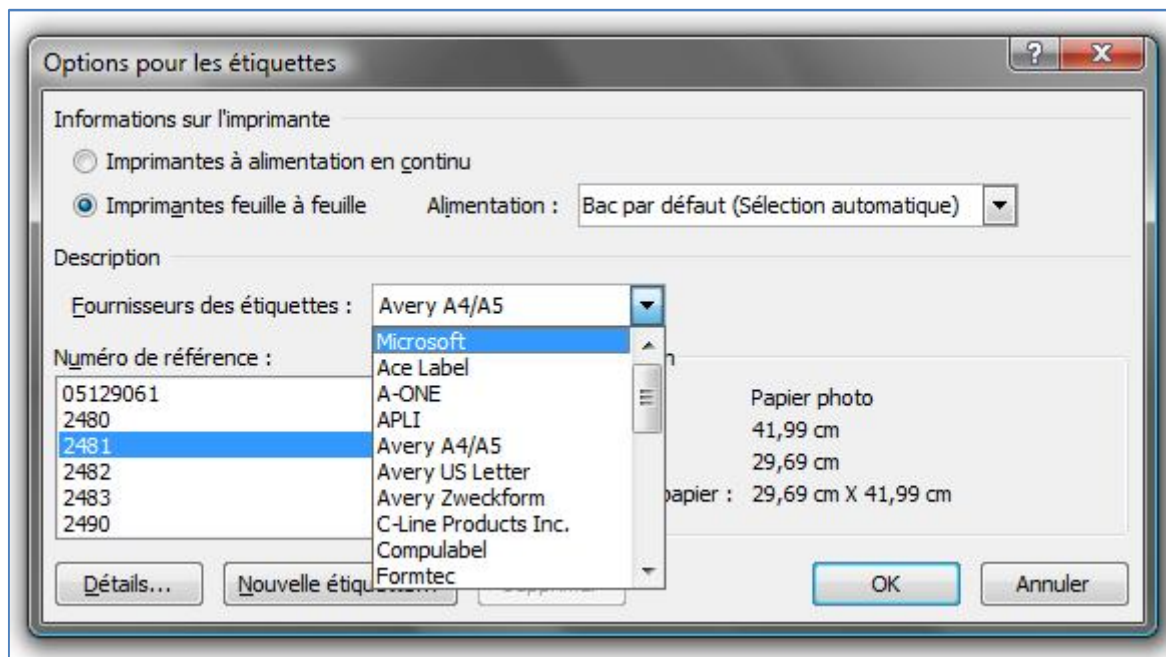 Options pour les étiquettes
Informations sur l'imprimante
Imprimantes à alimentation en continu
Imprimantes feuille à feuille Alimentation : Bac par défaut (Sélection automatique)
Description
Fournisseurs des étiquettes : Avery A4/A5
Microsoft
Ace Label
A-ONE
APLI
Avery A4/A5
Avery US Letter
Avery Zweckform
C-Line Products Inc.
Compulabel
Formtec
Numéro de référence :
05129061
2480
2481
2482
2483
2490
Papier photo
41,99 cm
29,69 cm
papier : 29,69 cm X 41,99 cm
Détails... Nouvelle OK Annuler